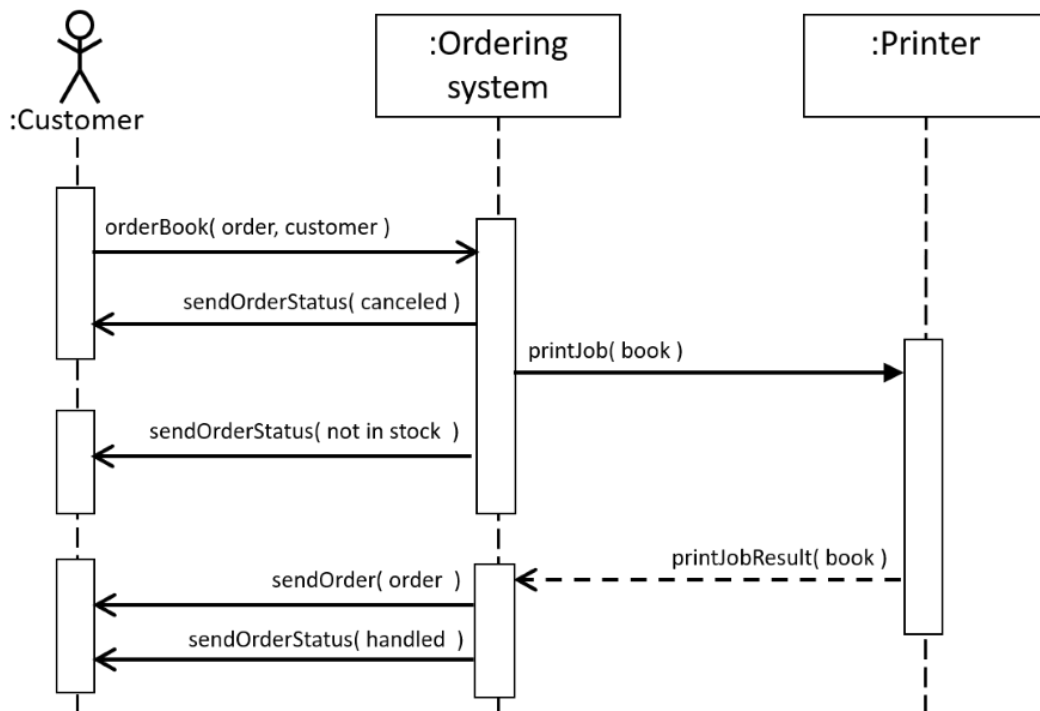 :Ordering
system
:Printer
:Customer
orderBook( order, customer )
sendOrderStatus( canceled )
printJob( book )
sendOrderStatus( not in stock  )
printJobResult( book )
sendOrder( order  )
sendOrderStatus( handled  )